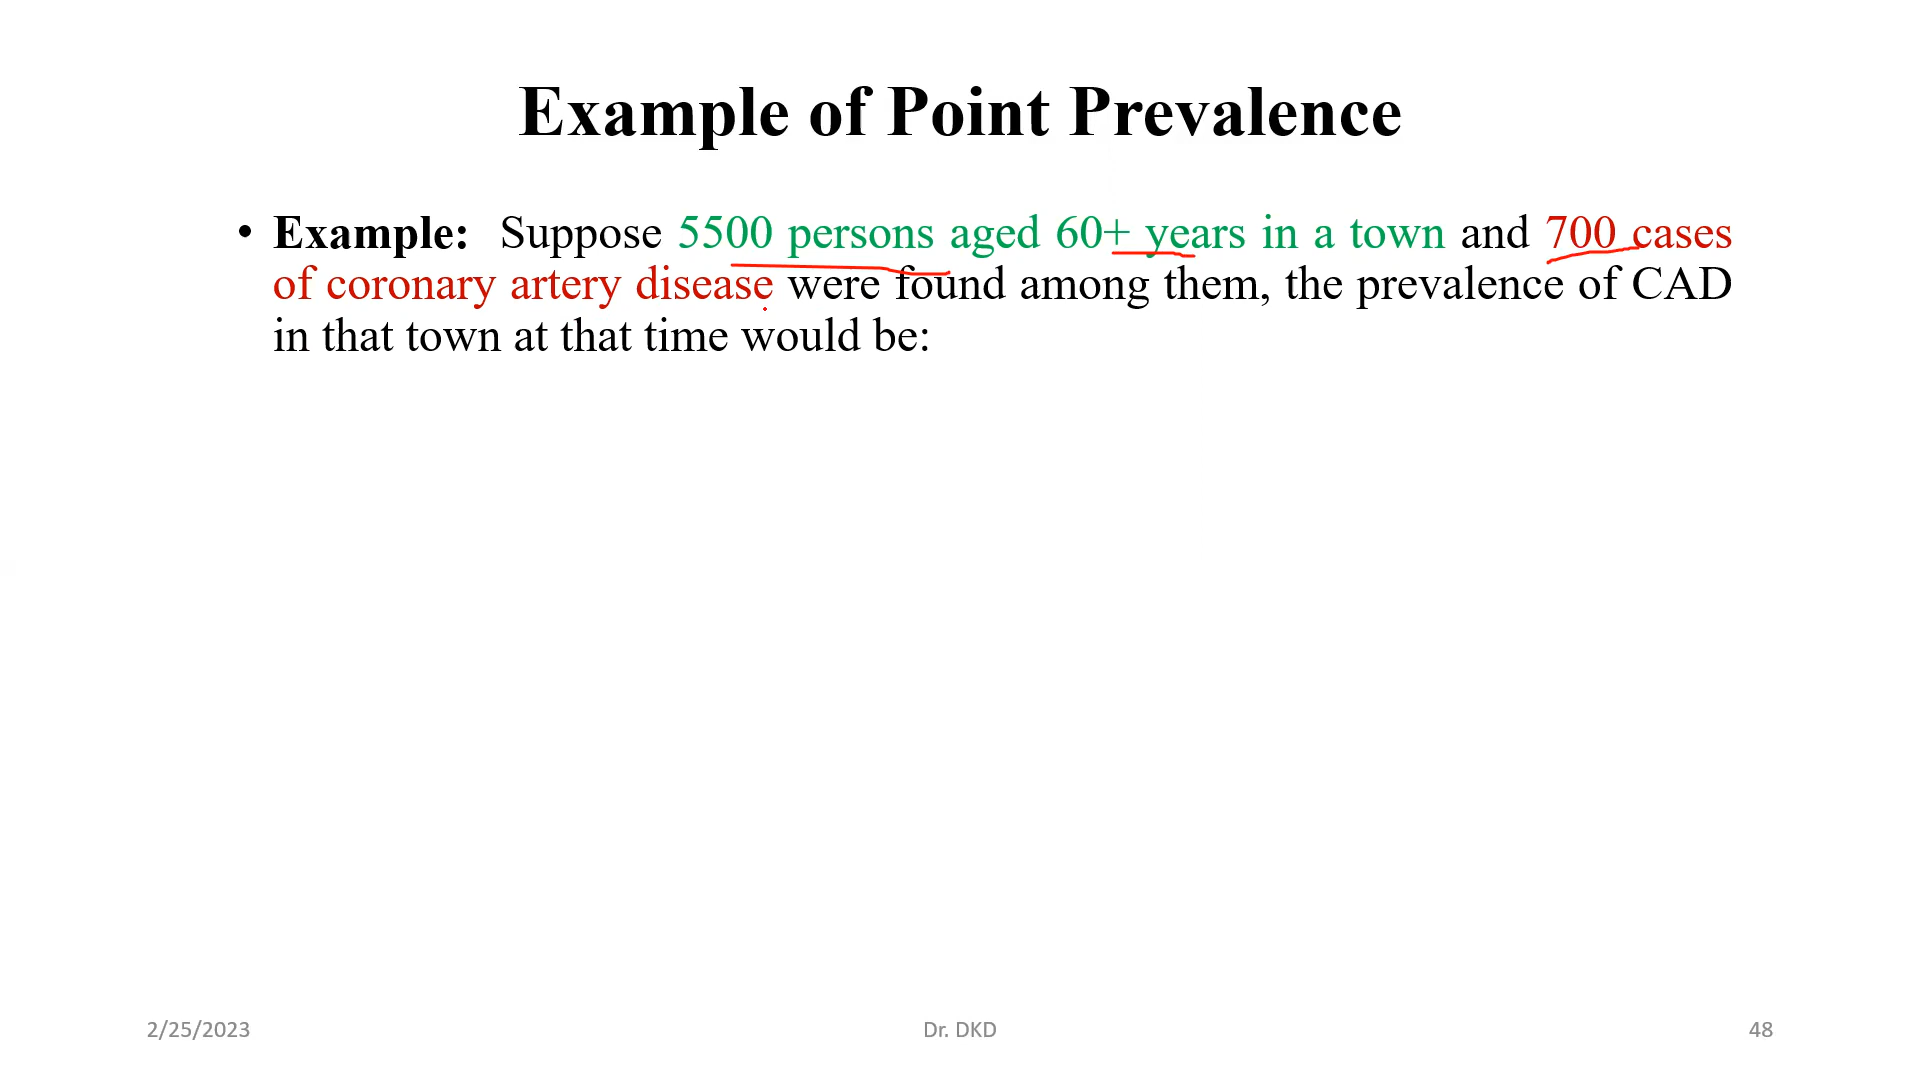 Example of Point Prevalence
• Example: Suppose 5500 persons aged 60+ years in a town and 700 cases
of coronary artery disease were found among them, the prevalence of CAD
in that town at that time would be:
2/25/2023 Dr. DKD 48